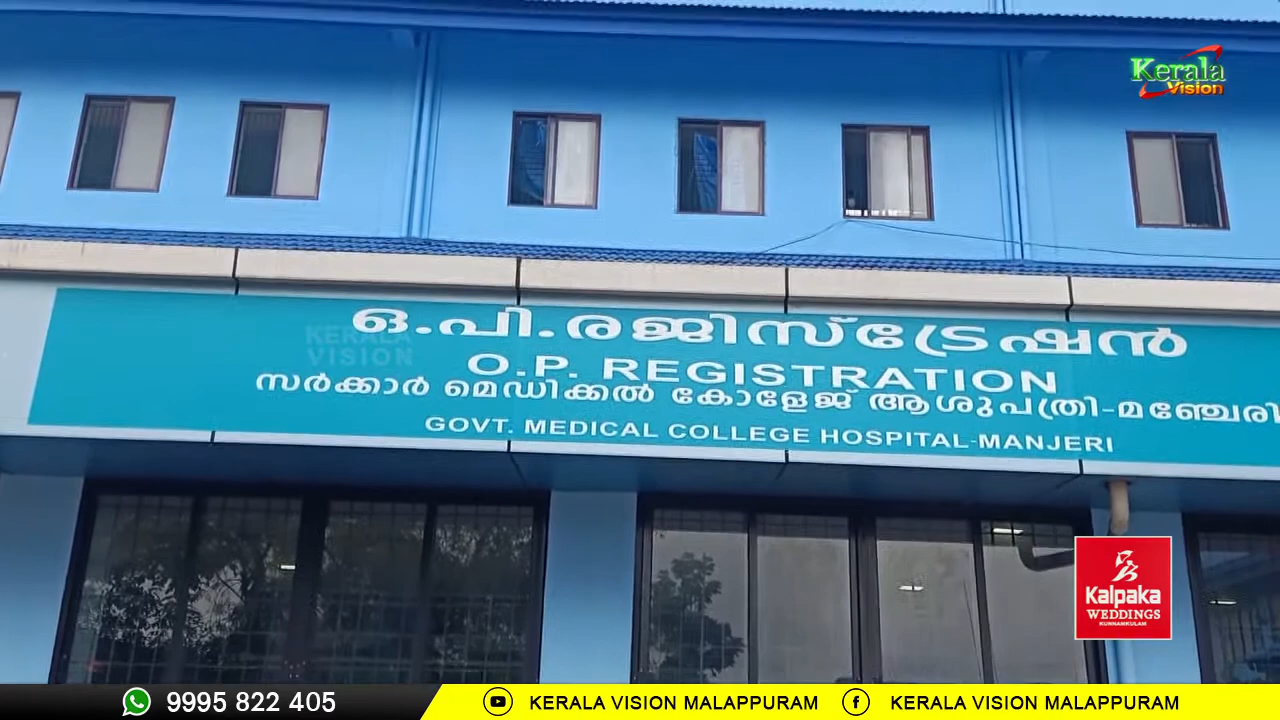 Kerala
Vision
ഒ.പി.രജിസ്ട്രേഷൻ
KERALA
VISION
O.P. REGISTRATION
സർക്കാർ മെഡിക്കൽ കോളേജ് ആശുപത്രി-മഞ്ചേരി
GOVT. MEDICAL COLLEGE HOSPITAL-MANJERI
Kalpaka
WEDDINGS
KUNNAMKULAM
9995 822 405
KERALA VISION MALAPPURAM
KERALA VISION MALAPPURAM